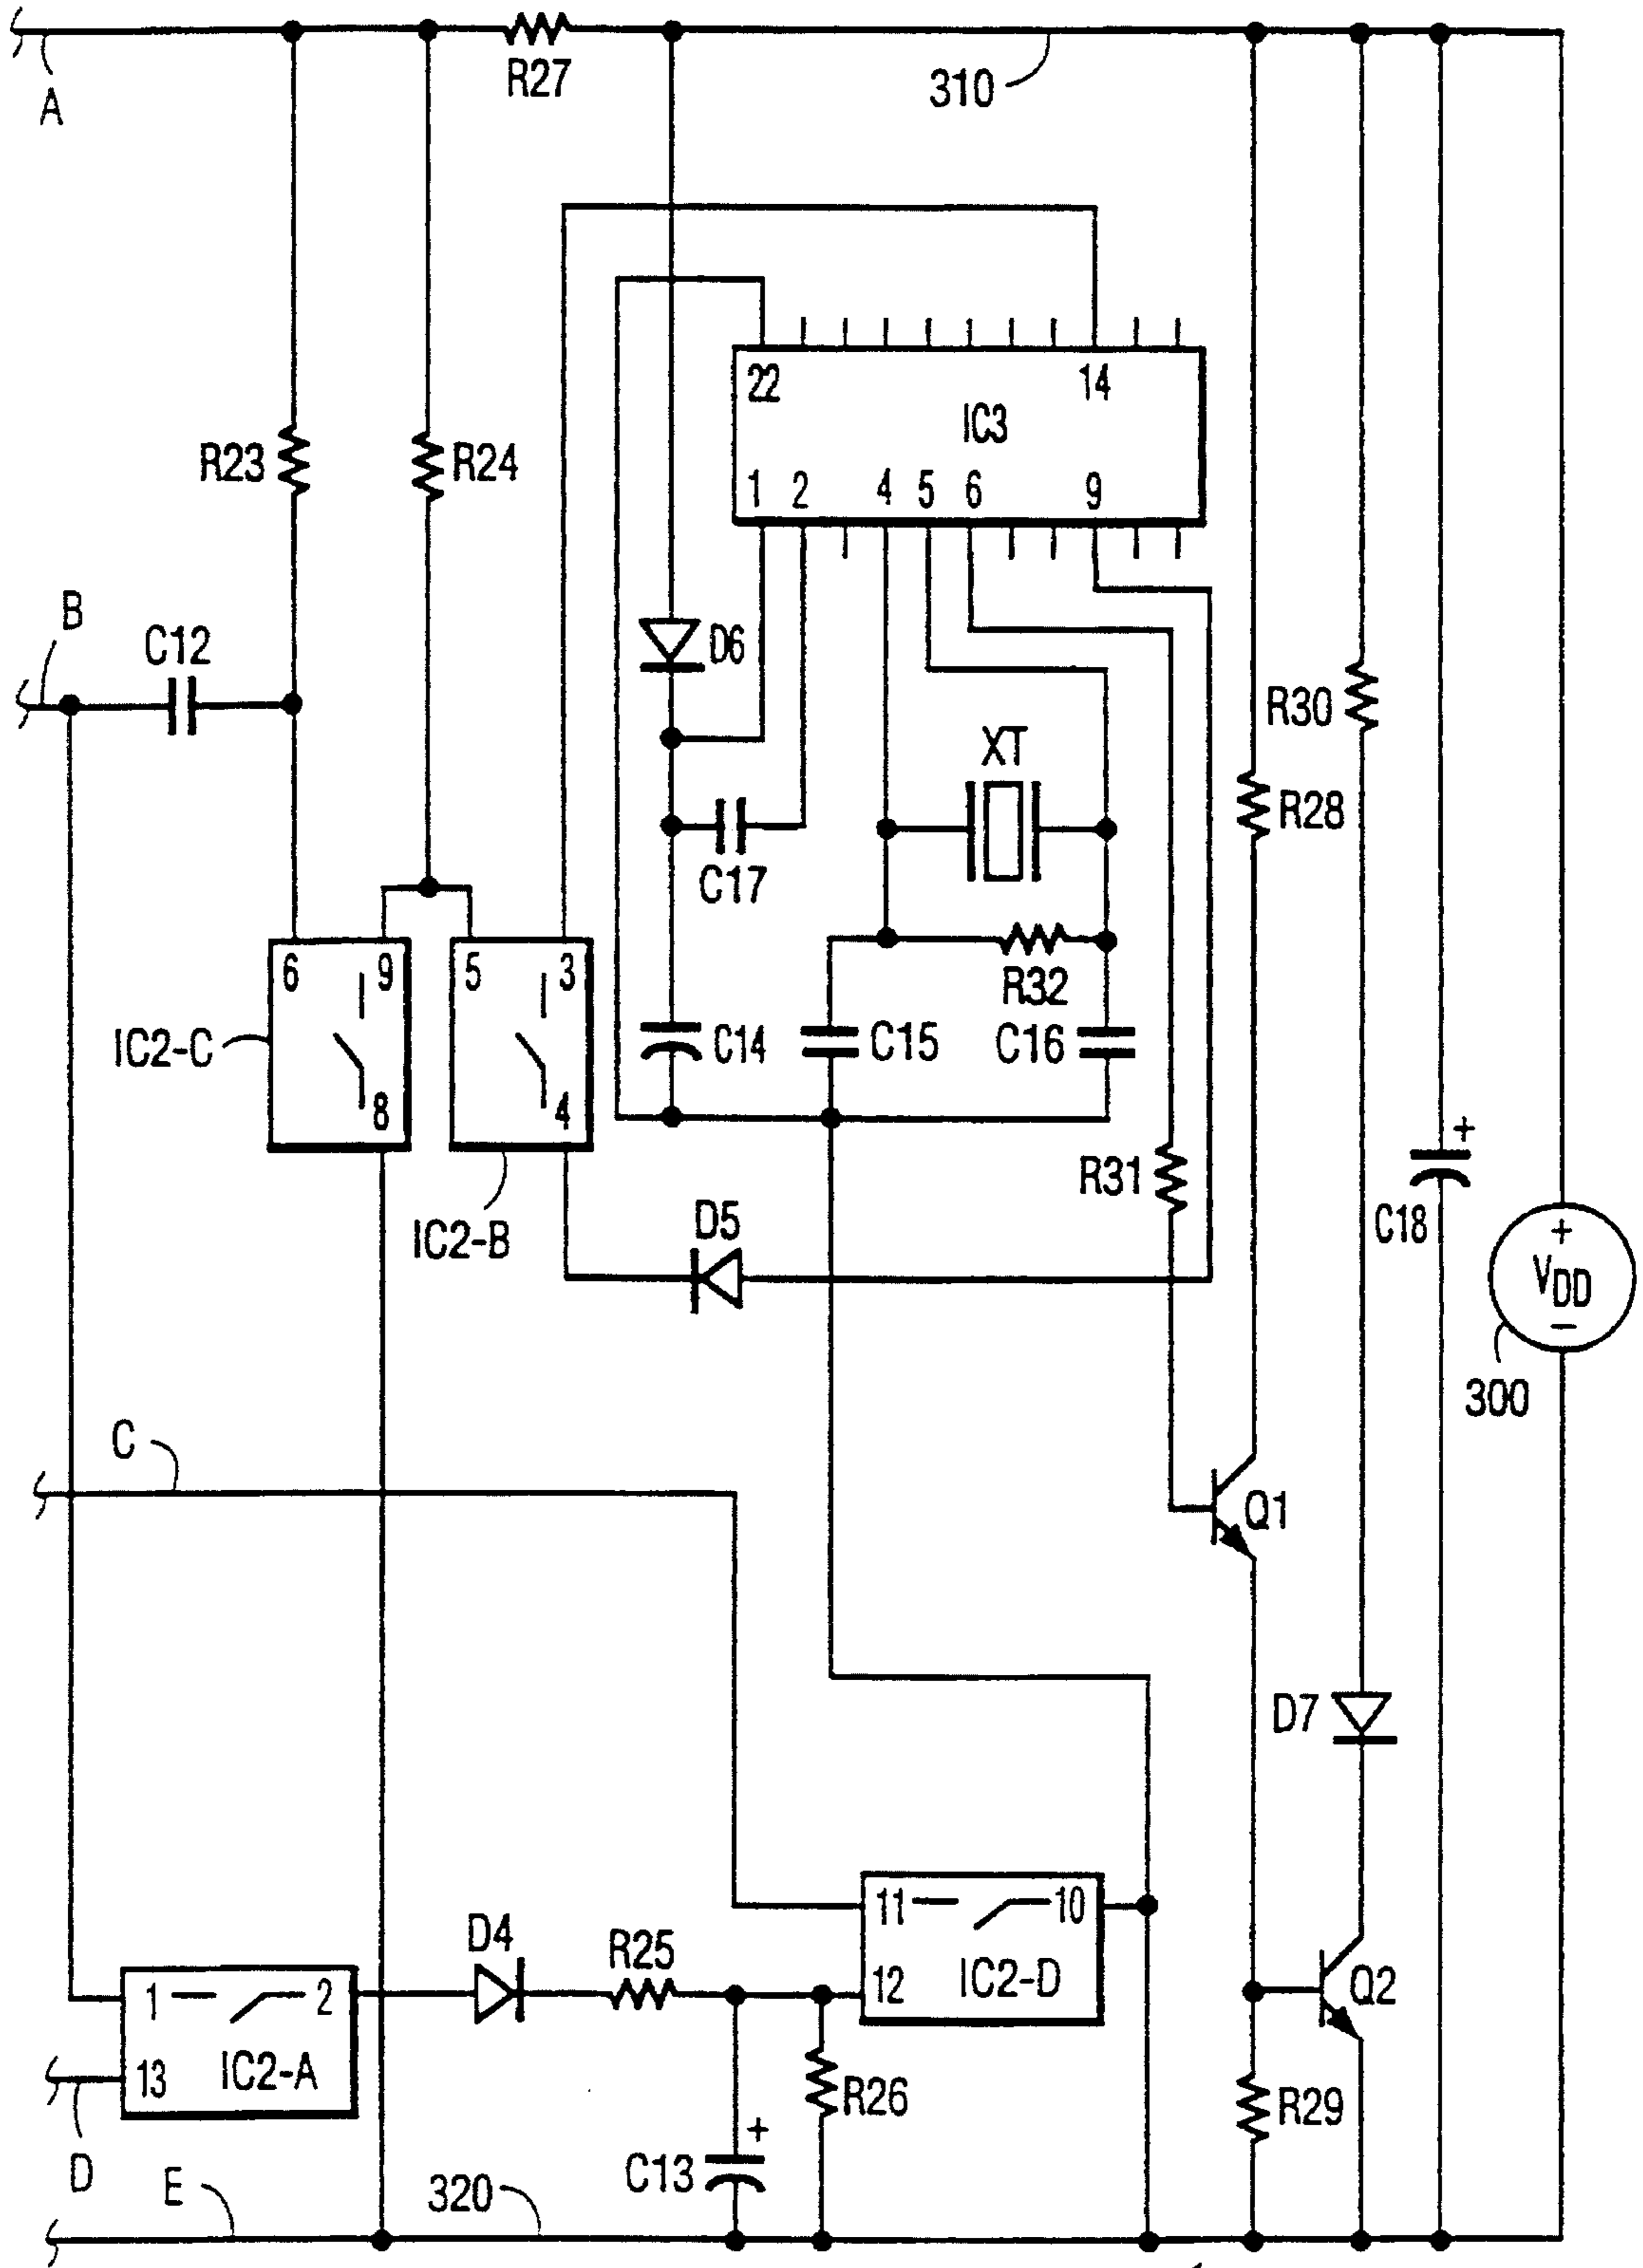 A
R27
310
22
14
IC3
1 2 4 5 6 9
R23
R24
B
C12
D6
R30
XT
R28
C17
6 9
5 3
R32
IC2-C
8
4
C14
C15
C16
R31
+
C18
IC2-B
D5
+
VDD
−
300
C
Q1
D7
D4
R25
11
10
IC2-D
12
Q2
1
2
13
IC2-A
R26
R29
D
+
C13
E
320